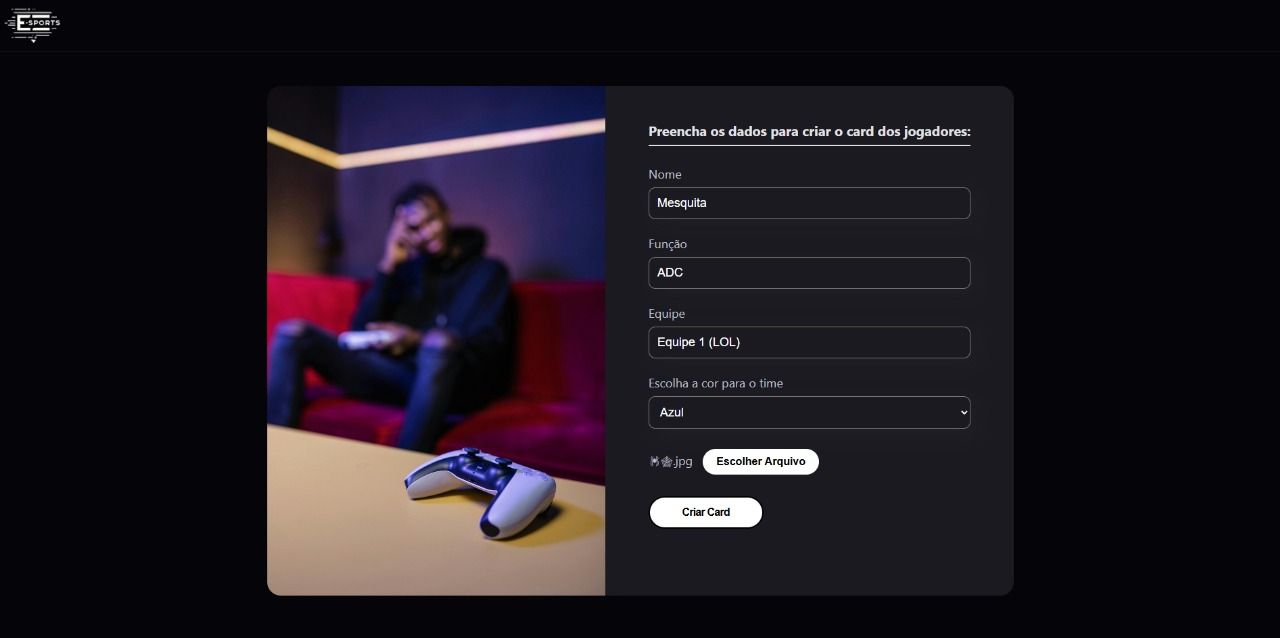 E-SPORTS
Preencha os dados para criar o card dos jogadores:
Nome
Mesquita
Função
ADC
Equipe
Equipe 1 (LOL)
Escolha a cor para o time
Azul
🕷️🕸️.jpg Escolher Arquivo
Criar Card